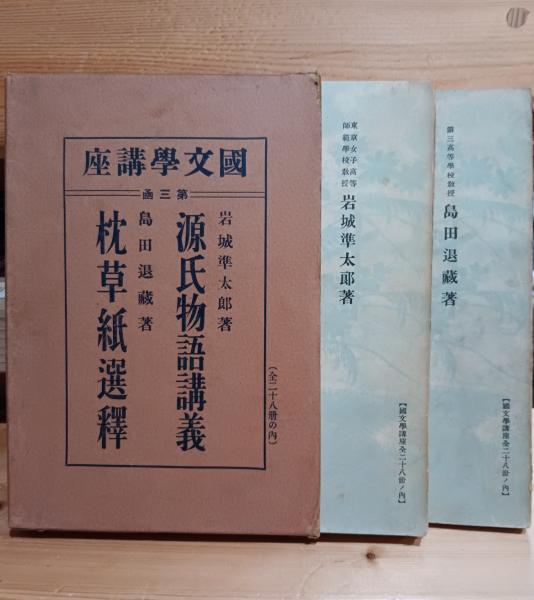 國文學講座
第三函
岩城準太郎著
源氏物語講義
島田退藏著
枕草紙選釋
(全二十八册の內)
東京女子高等
師範學校教授
岩城準太郎著
【國文學講座全二十八册ノ內】
第三高等學校教授
島田退藏著
【國文學講座全二十八册ノ內】